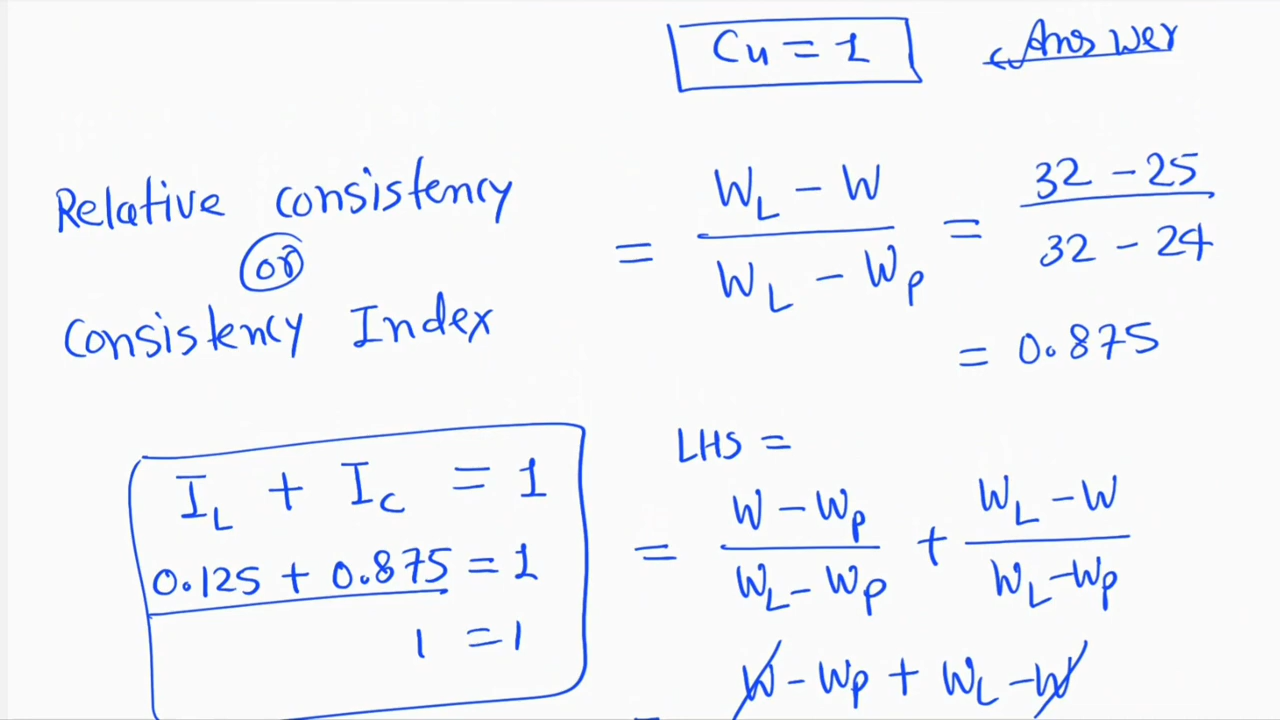 Cu = 1 Answer
Relative consistency
or
Consistency Index
= (W_L - W) / (W_L - W_p) = (32 - 25) / (32 - 24)
= 0.875
I_L + I_C = 1
0.125 + 0.875 = 1
1 = 1
LHS =
= (W - W_p) / (W_L - W_p) + (W_L - W) / (W_L - W_p)
= W - W_p + W_L - W